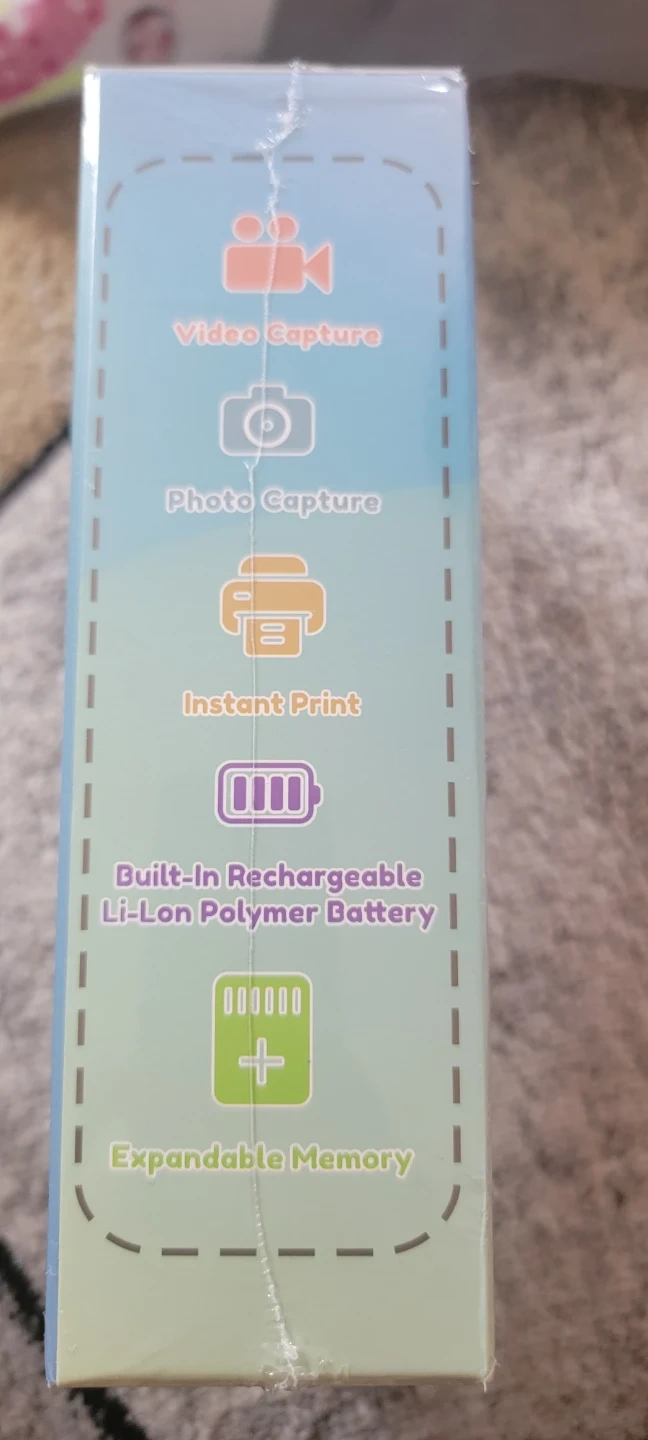 Video Capture
Photo Capture
Instant Print
Built-In Rechargeable
Li-Lon Polymer Battery
Expandable Memory